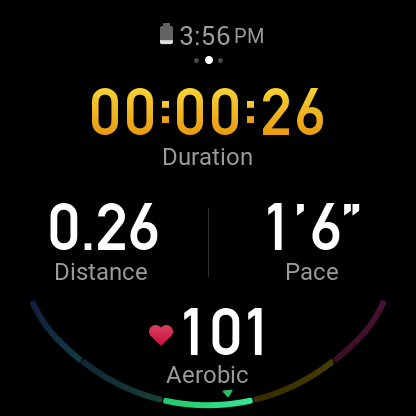 3:56 PM
00:00:26
Duration
0.26 1’6”
Distance Pace
101
Aerobic